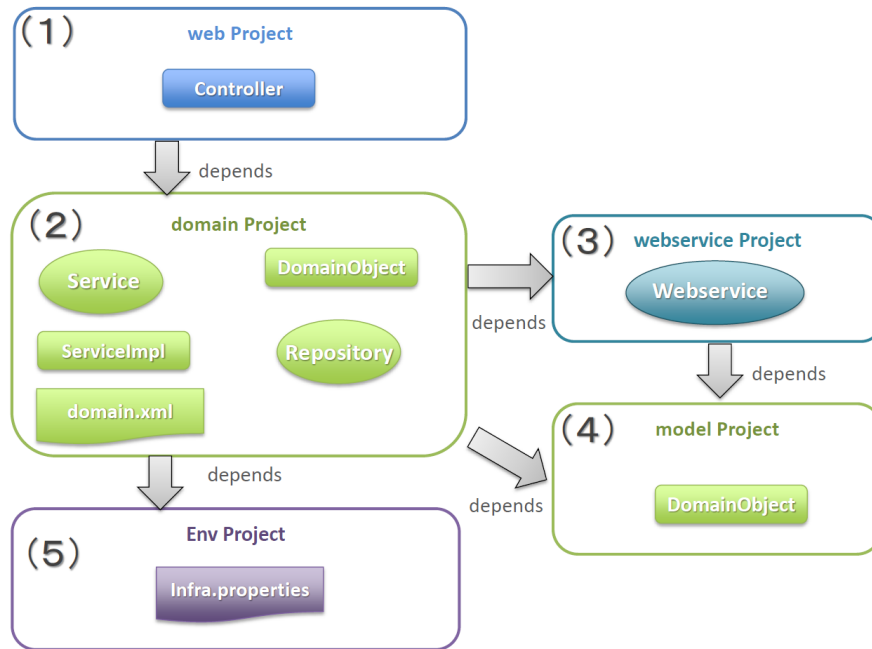 (1)
web Project
Controller
depends
(2)
domain Project
Service
DomainObject
ServiceImpl
Repository
domain.xml
depends
(3)
webservice Project
Webservice
depends
(4)
model Project
DomainObject
depends
depends
(5)
Env Project
Infra.properties